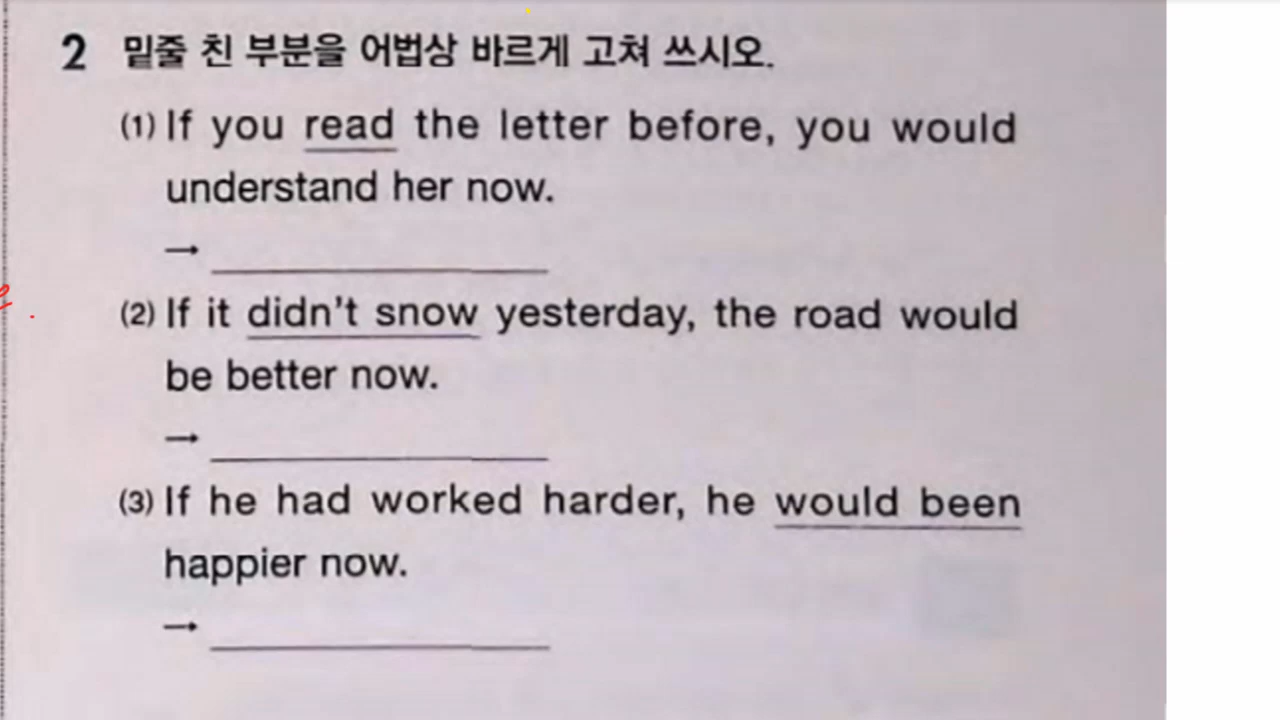 2 밑줄 친 부분을 어법상 바르게 고쳐 쓰시오.
(1) If you read the letter before, you would
understand her now.
→
(2) If it didn't snow yesterday, the road would
be better now.
→
(3) If he had worked harder, he would been
happier now.
→